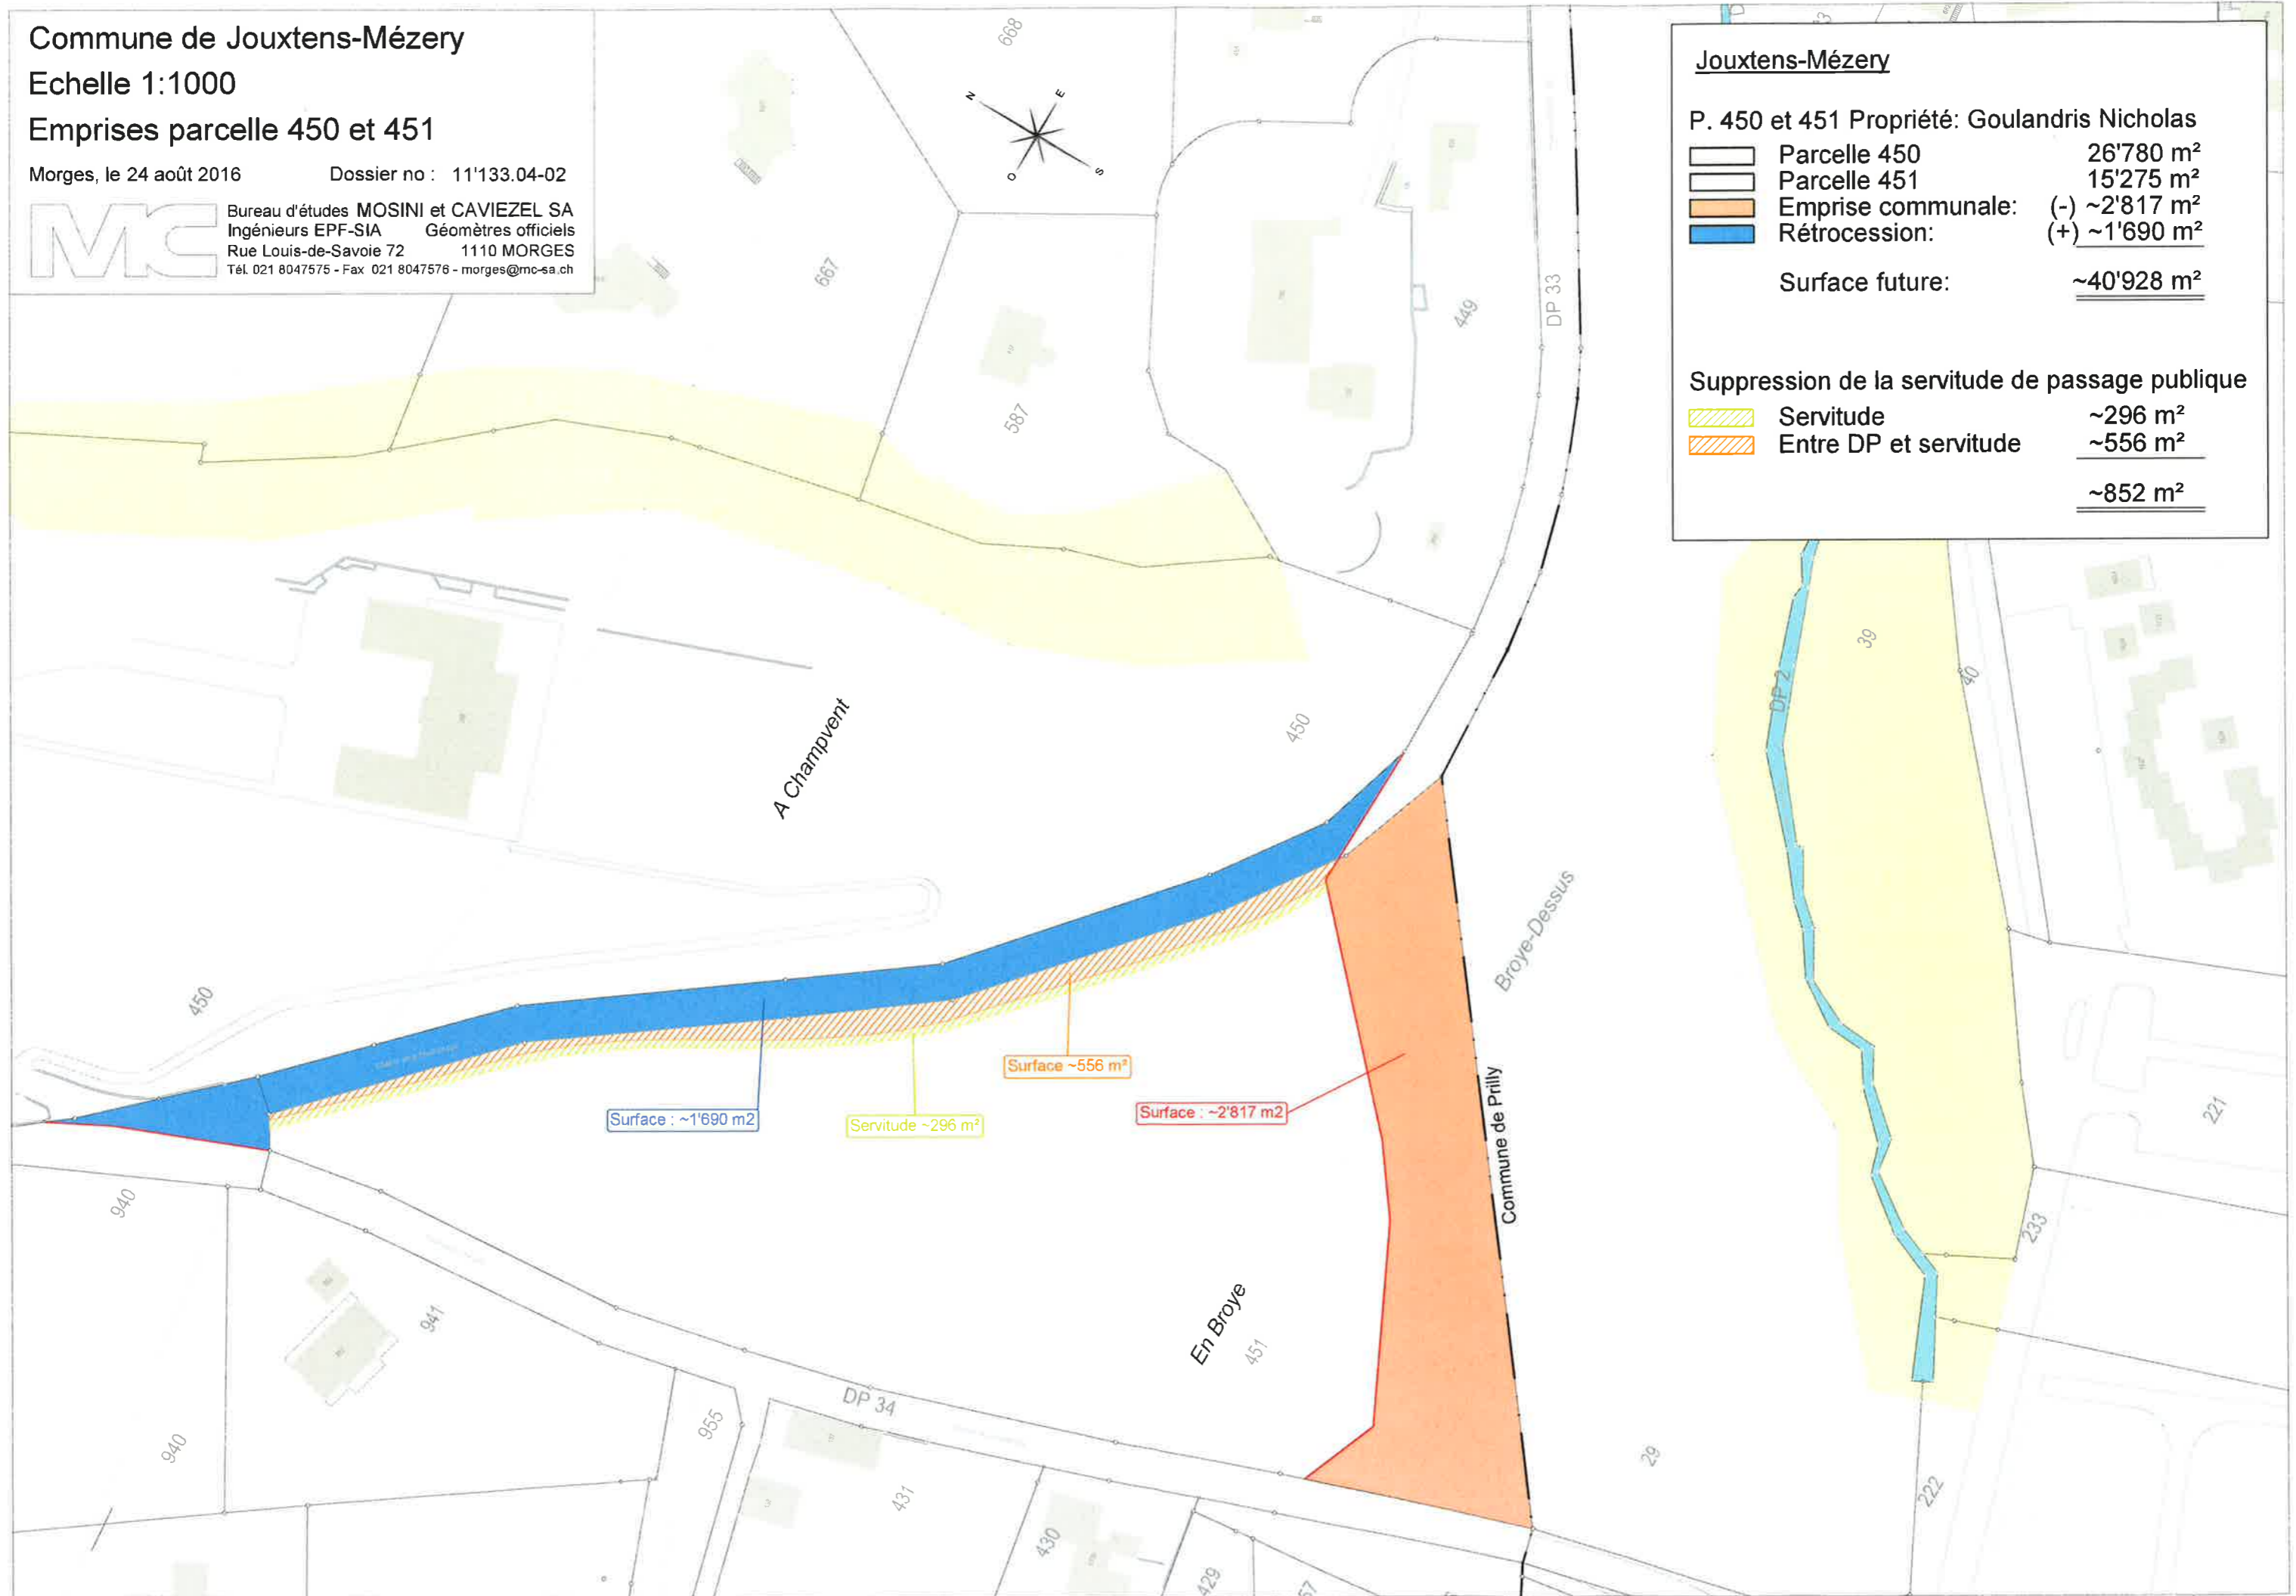 Commune de Jouxtens-Mézery
Echelle 1:1000
Emprises parcelle 450 et 451
Morges, le 24 août 2016 Dossier no : 11'133.04-02
MC
Bureau d'études MOSINI et CAVIEZEL SA
Ingénieurs EPF-SIA Géomètres officiels
Rue Louis-de-Savoie 72 1110 MORGES
Tél. 021 8047575 - Fax 021 8047576 - morges@mc-sa.ch
Jouxtens-Mézery
P. 450 et 451 Propriété: Goulandris Nicholas
Parcelle 450 26'780 m²
Parcelle 451 15'275 m²
Emprise communale: (-) ~2'817 m²
Rétrocession: (+) ~1'690 m²
Surface future: ~40'928 m²
Suppression de la servitude de passage publique
Servitude ~296 m²
Entre DP et servitude ~556 m²
~852 m²
N
E
O
S
668
667
587
449
DP 33
39
40
DP 2
450
A Champvent
Broye-Dessus
450
Surface ~556 m²
Surface : ~1'690 m2
Servitude ~296 m²
Surface : ~2'817 m2
Commune de Prilly
221
233
940
941
En Broye
451
DP 34
955
940
431
430
429
29
222